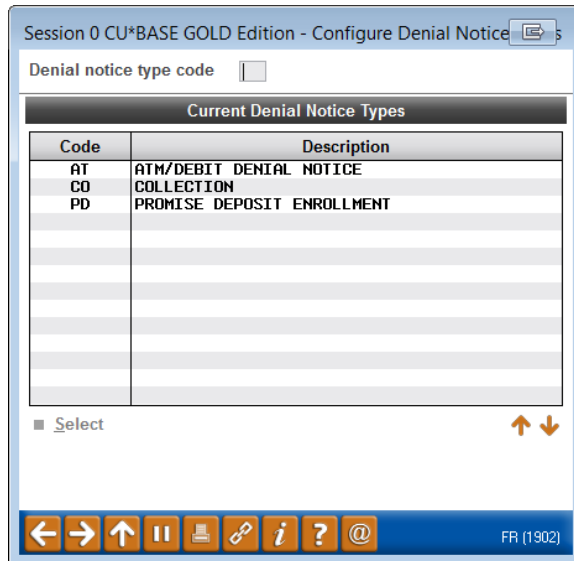 Session 0 CU*BASE GOLD Edition - Configure Denial Notice s
Denial notice type code
Current Denial Notice Types
Code Description
AT ATM/DEBIT DENIAL NOTICE
CO COLLECTION
PD PROMISE DEPOSIT ENROLLMENT
Select
i ? @ FR (1902)